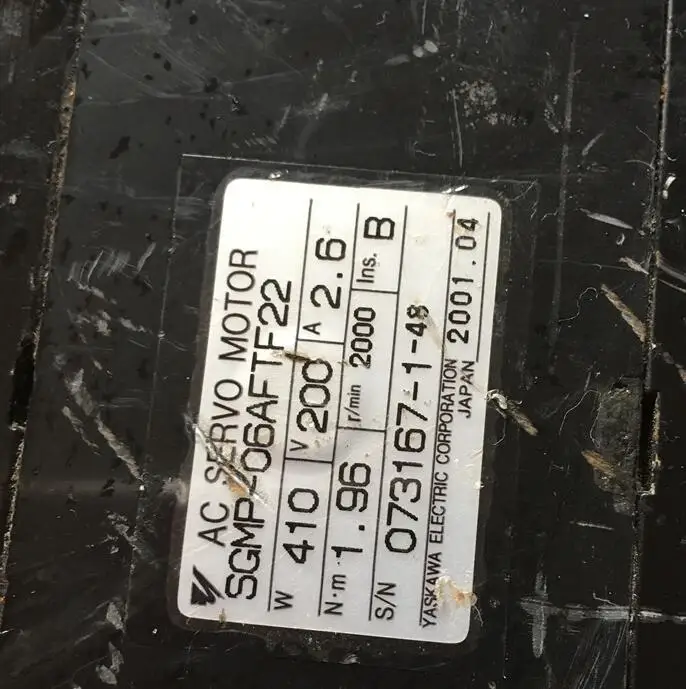 AC SERVO MOTOR
SGMP-06AFTF22
W 410 V 200 A 2.6
N·m 1.96 r/min 2000 Ins. B
S/N 073167-1-48
YASKAWA ELECTRIC CORPORATION
JAPAN 2001.04